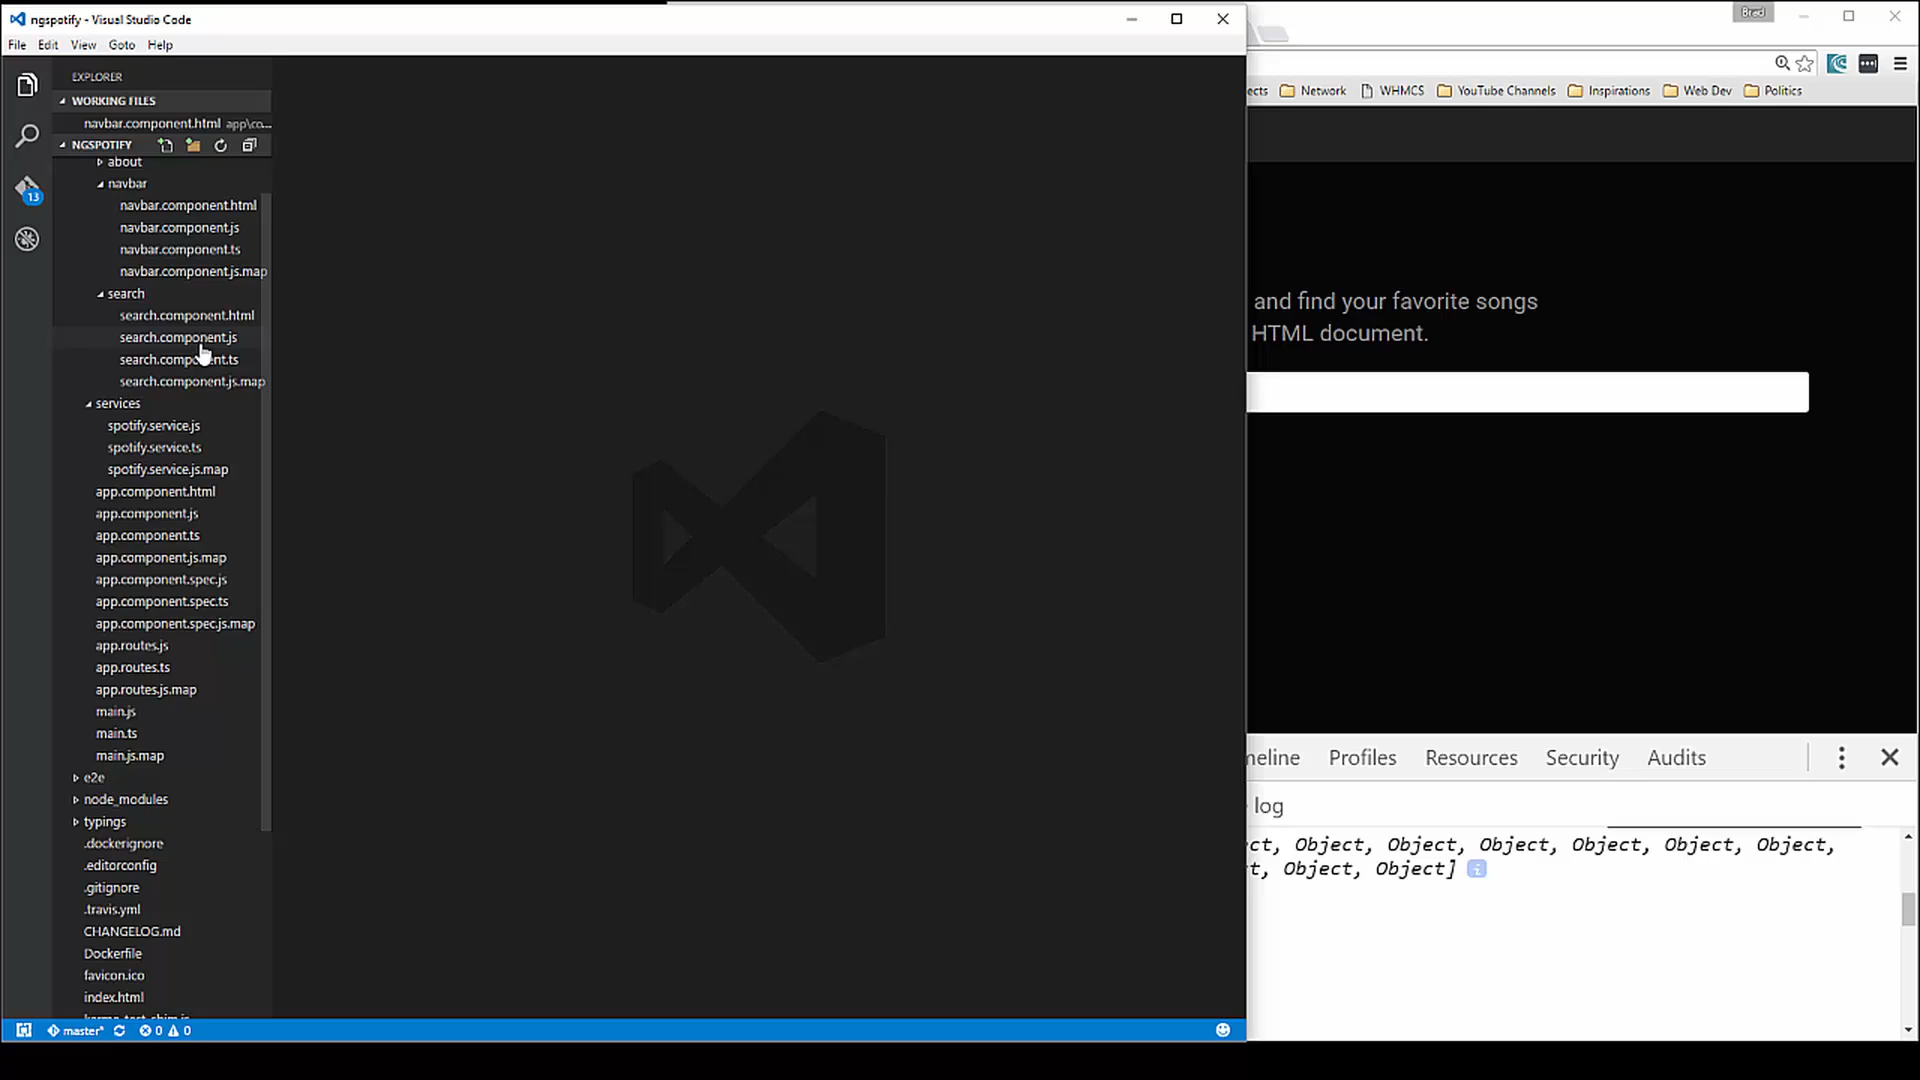 ngspotify - Visual Studio Code
File Edit View Goto Help
EXPLORER
WORKING FILES
navbar.component.html app\co...
NGSPOTIFY
about
navbar
navbar.component.html
navbar.component.js
navbar.component.ts
navbar.component.js.map
search
search.component.html
search.component.js
search.component.ts
search.component.js.map
services
spotify.service.js
spotify.service.ts
spotify.service.js.map
app.component.html
app.component.js
app.component.ts
app.component.js.map
app.component.spec.js
app.component.spec.ts
app.component.spec.js.map
app.routes.js
app.routes.ts
app.routes.js.map
main.js
main.ts
main.js.map
e2e
node_modules
typings
.dockerignore
.editorconfig
.gitignore
.travis.yml
CHANGELOG.md
Dockerfile
favicon.ico
index.html
13
master* 0 0
Brad
ects Network WHMCS YouTube Channels Inspirations Web Dev Politics
and find your favorite songs
HTML document.
meline Profiles Resources Security Audits
log
ct, Object, Object, Object, Object, Object, Object,
t, Object, Object]